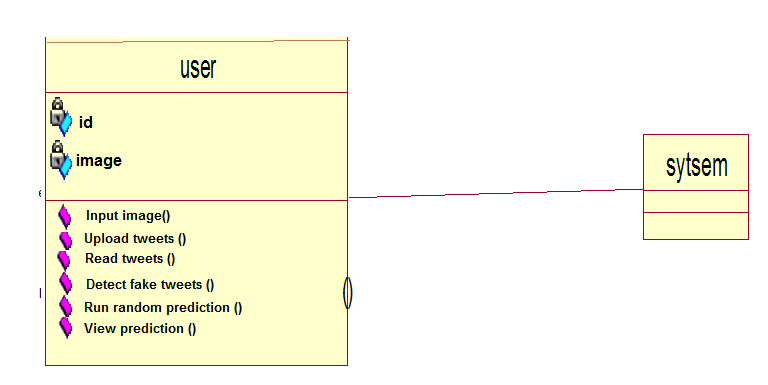 user
id
image
Input image()
Upload tweets ()
Read tweets ()
Detect fake tweets ()
Run random prediction ()
View prediction ()
()
sytsem